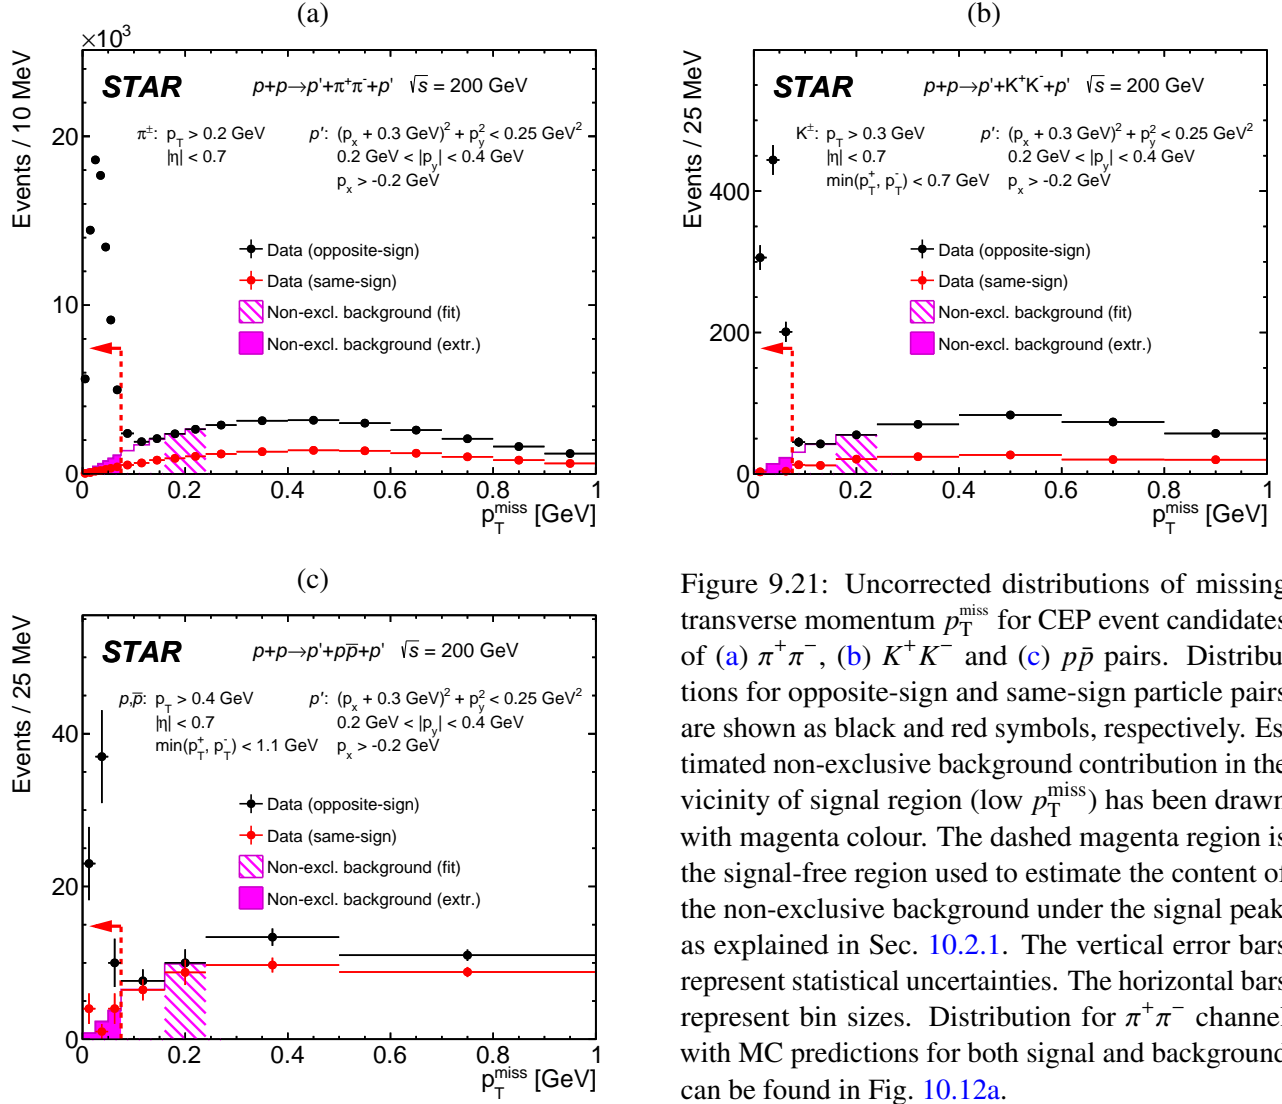 (a)
×10³
Events / 10 MeV
STAR
p+p→p'+π⁺π⁻+p' √s = 200 GeV
π±: p_T > 0.2 GeV
|η| < 0.7
p': (p_x + 0.3 GeV)² + p_y² < 0.25 GeV²
0.2 GeV < |p_y| < 0.4 GeV
p_x > -0.2 GeV
Data (opposite-sign)
Data (same-sign)
Non-excl. background (fit)
Non-excl. background (extr.)
20
10
0
0 0.2 0.4 0.6 0.8 1
p_T^miss [GeV]
(b)
Events / 25 MeV
STAR
p+p→p'+K⁺K⁻+p' √s = 200 GeV
K±: p_T > 0.3 GeV
|η| < 0.7
min(p_T⁺, p_T⁻) < 0.7 GeV
p': (p_x + 0.3 GeV)² + p_y² < 0.25 GeV²
0.2 GeV < |p_y| < 0.4 GeV
p_x > -0.2 GeV
Data (opposite-sign)
Data (same-sign)
Non-excl. background (fit)
Non-excl. background (extr.)
400
200
0
0 0.2 0.4 0.6 0.8 1
p_T^miss [GeV]
(c)
Events / 25 MeV
STAR
p+p→p'+pp̄+p' √s = 200 GeV
p,p̄: p_T > 0.4 GeV
|η| < 0.7
min(p_T⁺, p_T⁻) < 1.1 GeV
p': (p_x + 0.3 GeV)² + p_y² < 0.25 GeV²
0.2 GeV < |p_y| < 0.4 GeV
p_x > -0.2 GeV
Data (opposite-sign)
Data (same-sign)
Non-excl. background (fit)
Non-excl. background (extr.)
40
20
0
0 0.2 0.4 0.6 0.8 1
p_T^miss [GeV]
Figure 9.21: Uncorrected distributions of missing
transverse momentum p_T^miss for CEP event candidates
of (a) π⁺π⁻, (b) K⁺K⁻ and (c) pp̄ pairs. Distribu
tions for opposite-sign and same-sign particle pairs
are shown as black and red symbols, respectively. Es
timated non-exclusive background contribution in the
vicinity of signal region (low p_T^miss) has been drawn
with magenta colour. The dashed magenta region is
the signal-free region used to estimate the content of
the non-exclusive background under the signal peak
as explained in Sec. 10.2.1. The vertical error bars
represent statistical uncertainties. The horizontal bars
represent bin sizes. Distribution for π⁺π⁻ channel
with MC predictions for both signal and background
can be found in Fig. 10.12a.